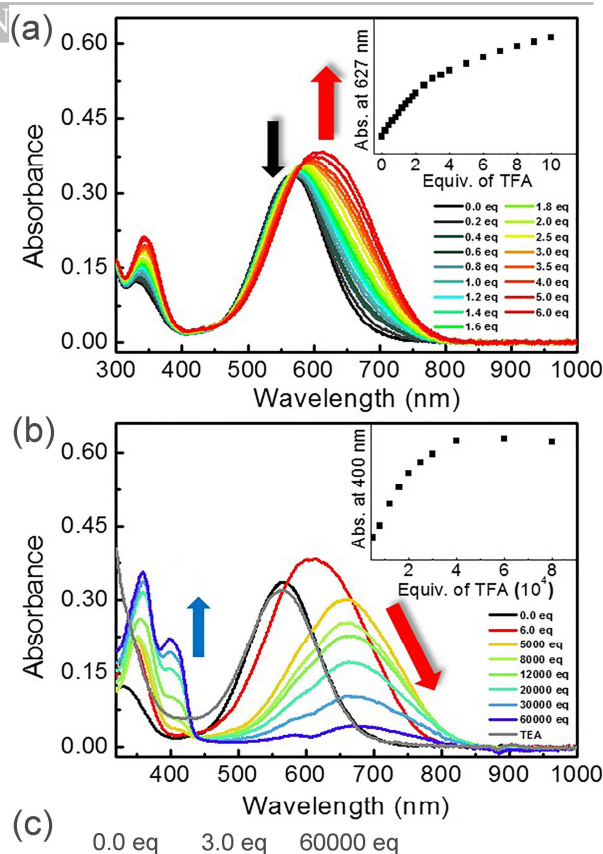 N
(a)
0.60
0.45
0.30
0.15
0.00
Absorbance
300 400 500 600 700 800 900 1000
Wavelength (nm)
Abs. at 627 nm
0 2 4 6 8 10
Equiv. of TFA
0.0 eq 1.8 eq
0.2 eq 2.0 eq
0.4 eq 2.5 eq
0.6 eq 3.0 eq
0.8 eq 3.5 eq
1.0 eq 4.0 eq
1.2 eq 5.0 eq
1.4 eq 6.0 eq
1.6 eq
(b)
0.60
0.45
0.30
0.15
0.00
Absorbance
400 500 600 700 800 900 1000
Wavelength (nm)
Abs. at 400 nm
2 4 6 8
Equiv. of TFA (10⁴)
0.0 eq
6.0 eq
5000 eq
8000 eq
12000 eq
20000 eq
30000 eq
60000 eq
TEA
(c)
0.0 eq 3.0 eq 60000 eq